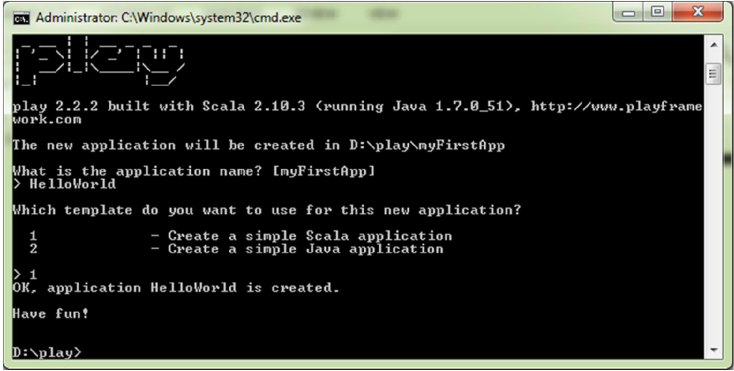 Administrator: C:\Windows\system32\cmd.exe
play
play 2.2.2 built with Scala 2.10.3 (running Java 1.7.0_51), http://www.playframe
work.com
The new application will be created in D:\play\myFirstApp
What is the application name? [myFirstApp]
> HelloWorld
Which template do you want to use for this new application?
1 - Create a simple Scala application
2 - Create a simple Java application
> 1
OK, application HelloWorld is created.
Have fun!
D:\play>